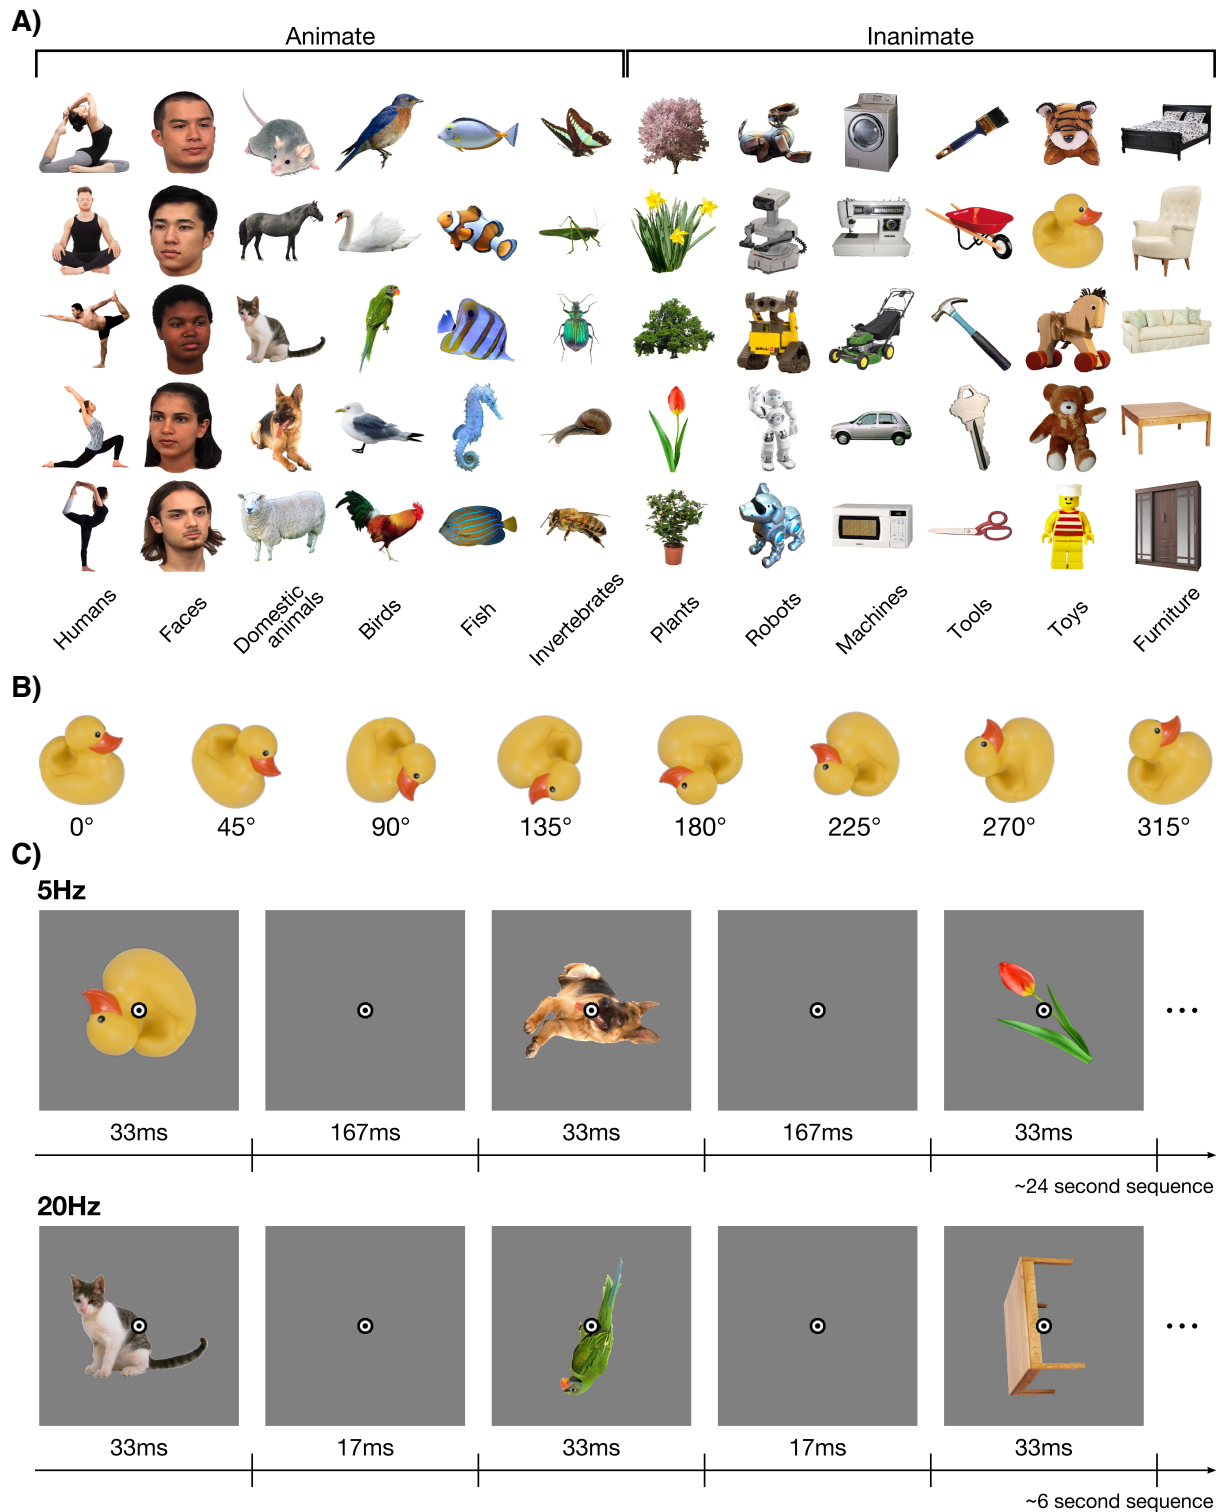 A)
Animate
Inanimate
Humans
Faces
Domestic
animals
Birds
Fish
Invertebrates
Plants
Robots
Machines
Tools
Toys
Furniture
B)
0°
45°
90°
135°
180°
225°
270°
315°
C)
5Hz
33ms
167ms
33ms
167ms
33ms
~24 second sequence
20Hz
33ms
17ms
33ms
17ms
33ms
~6 second sequence